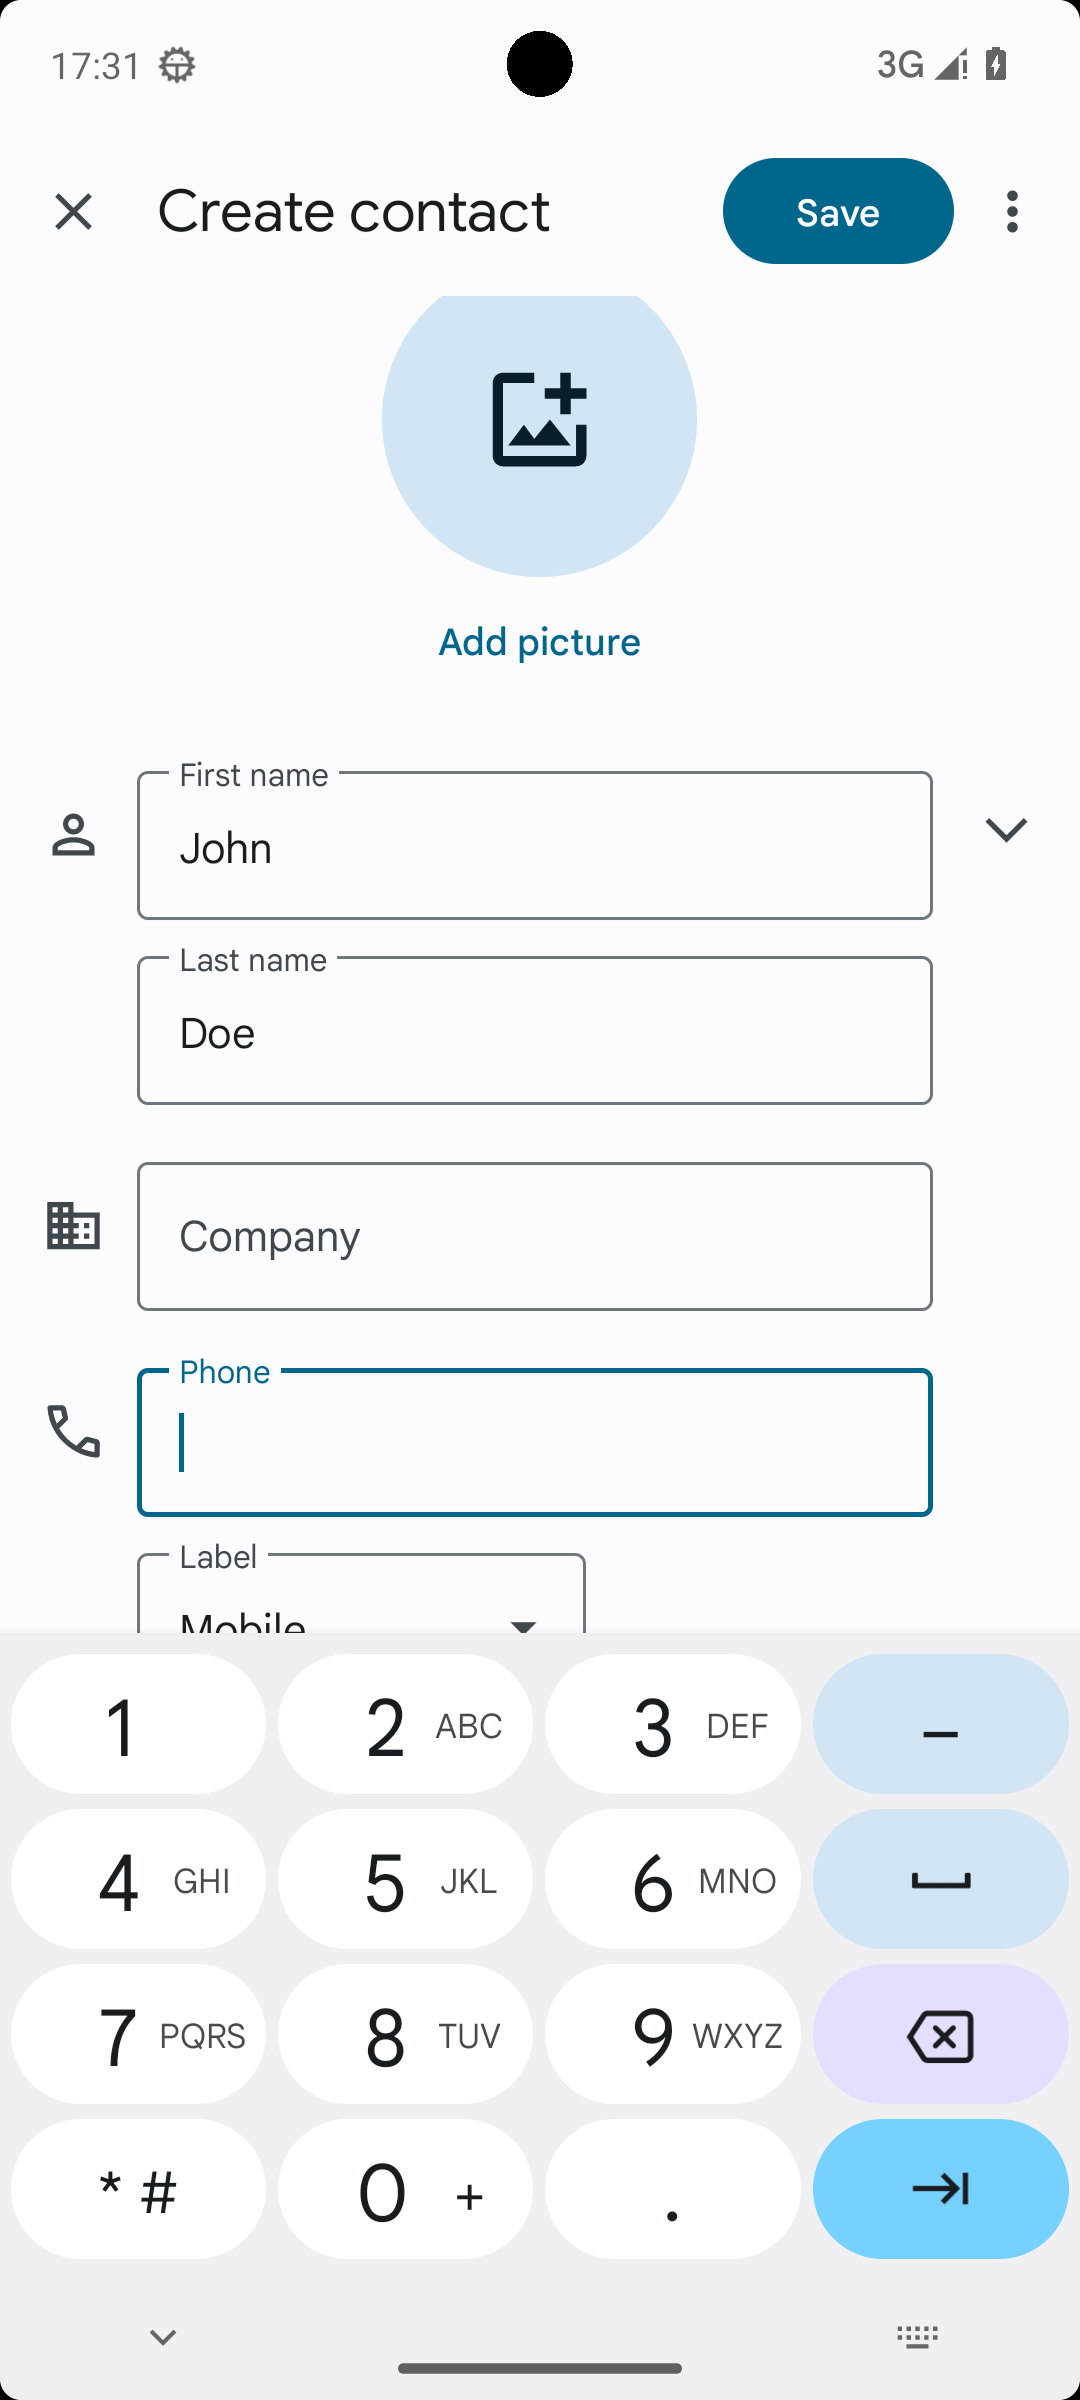 17:31 3G
Create contact Save
Add picture
First name
John
Last name
Doe
Company
Phone
Label
Mobile
1 2 ABC 3 DEF –
4 GHI 5 JKL 6 MNO
7 PQRS 8 TUV 9 WXYZ
* # 0 + .